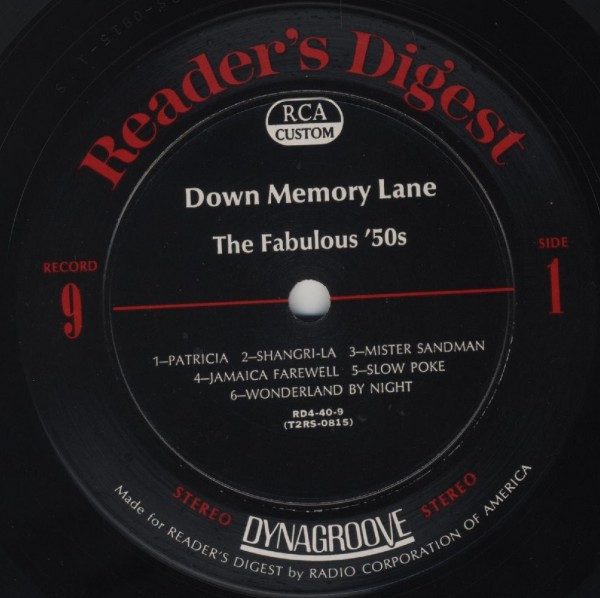 Reader's Digest
RCA
CUSTOM
Down Memory Lane
The Fabulous '50s
RECORD
9
SIDE
1
1—PATRICIA 2—SHANGRI-LA 3—MISTER SANDMAN
4—JAMAICA FAREWELL 5—SLOW POKE
6—WONDERLAND BY NIGHT
RD4-40-9
(T2RS-0815)
STEREO
DYNAGROOVE
STEREO
Made for READER'S DIGEST by RADIO CORPORATION OF AMERICA